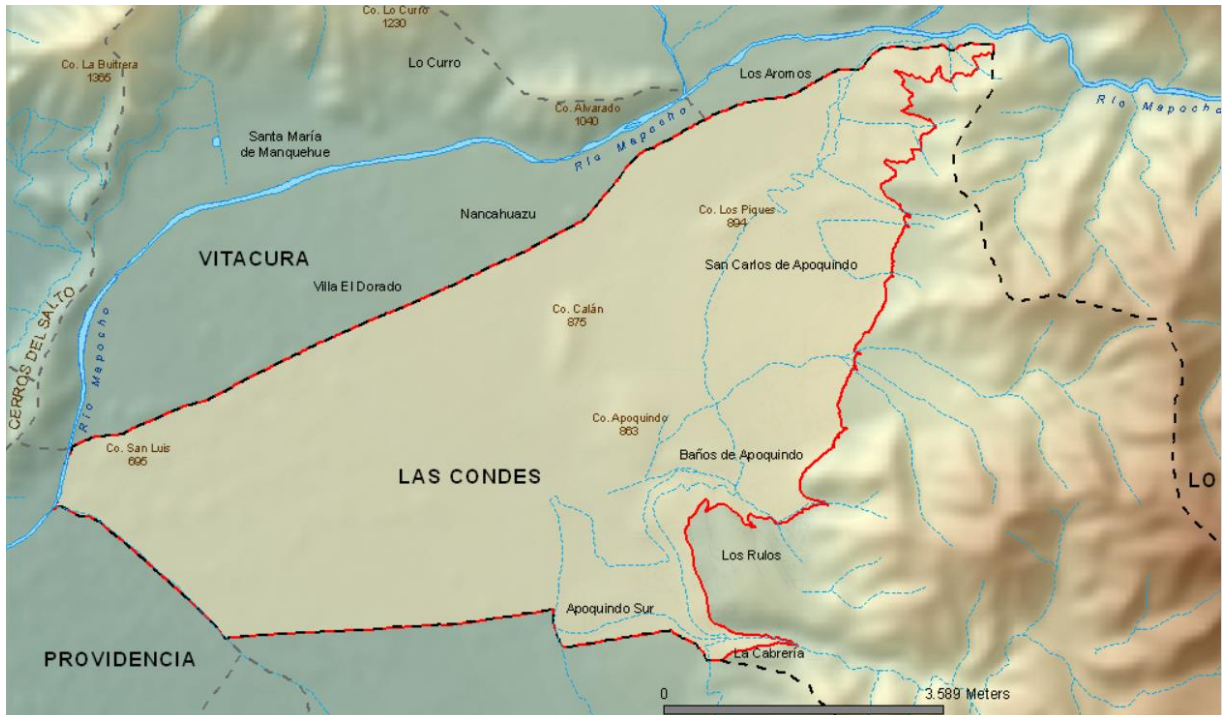 Co. Lo Curro
1230
Co. La Buitrera
1365
Lo Curro
Los Aromos
Río Mapocho
Co. Alvarado
1040
Santa María
de Manquehue
Río Mapocho
Nancahuazu
Co. Los Piques
894
VITACURA
San Carlos de Apoquindo
Villa El Dorado
Co. Calán
875
CERROS DEL SALTO
Río Mapocho
Co. Apoquindo
863
Co. San Luis
695
Baños de Apoquindo
LAS CONDES
LO
Los Rulos
Apoquindo Sur
PROVIDENCIA
La Cabrería
0
3.589 Meters